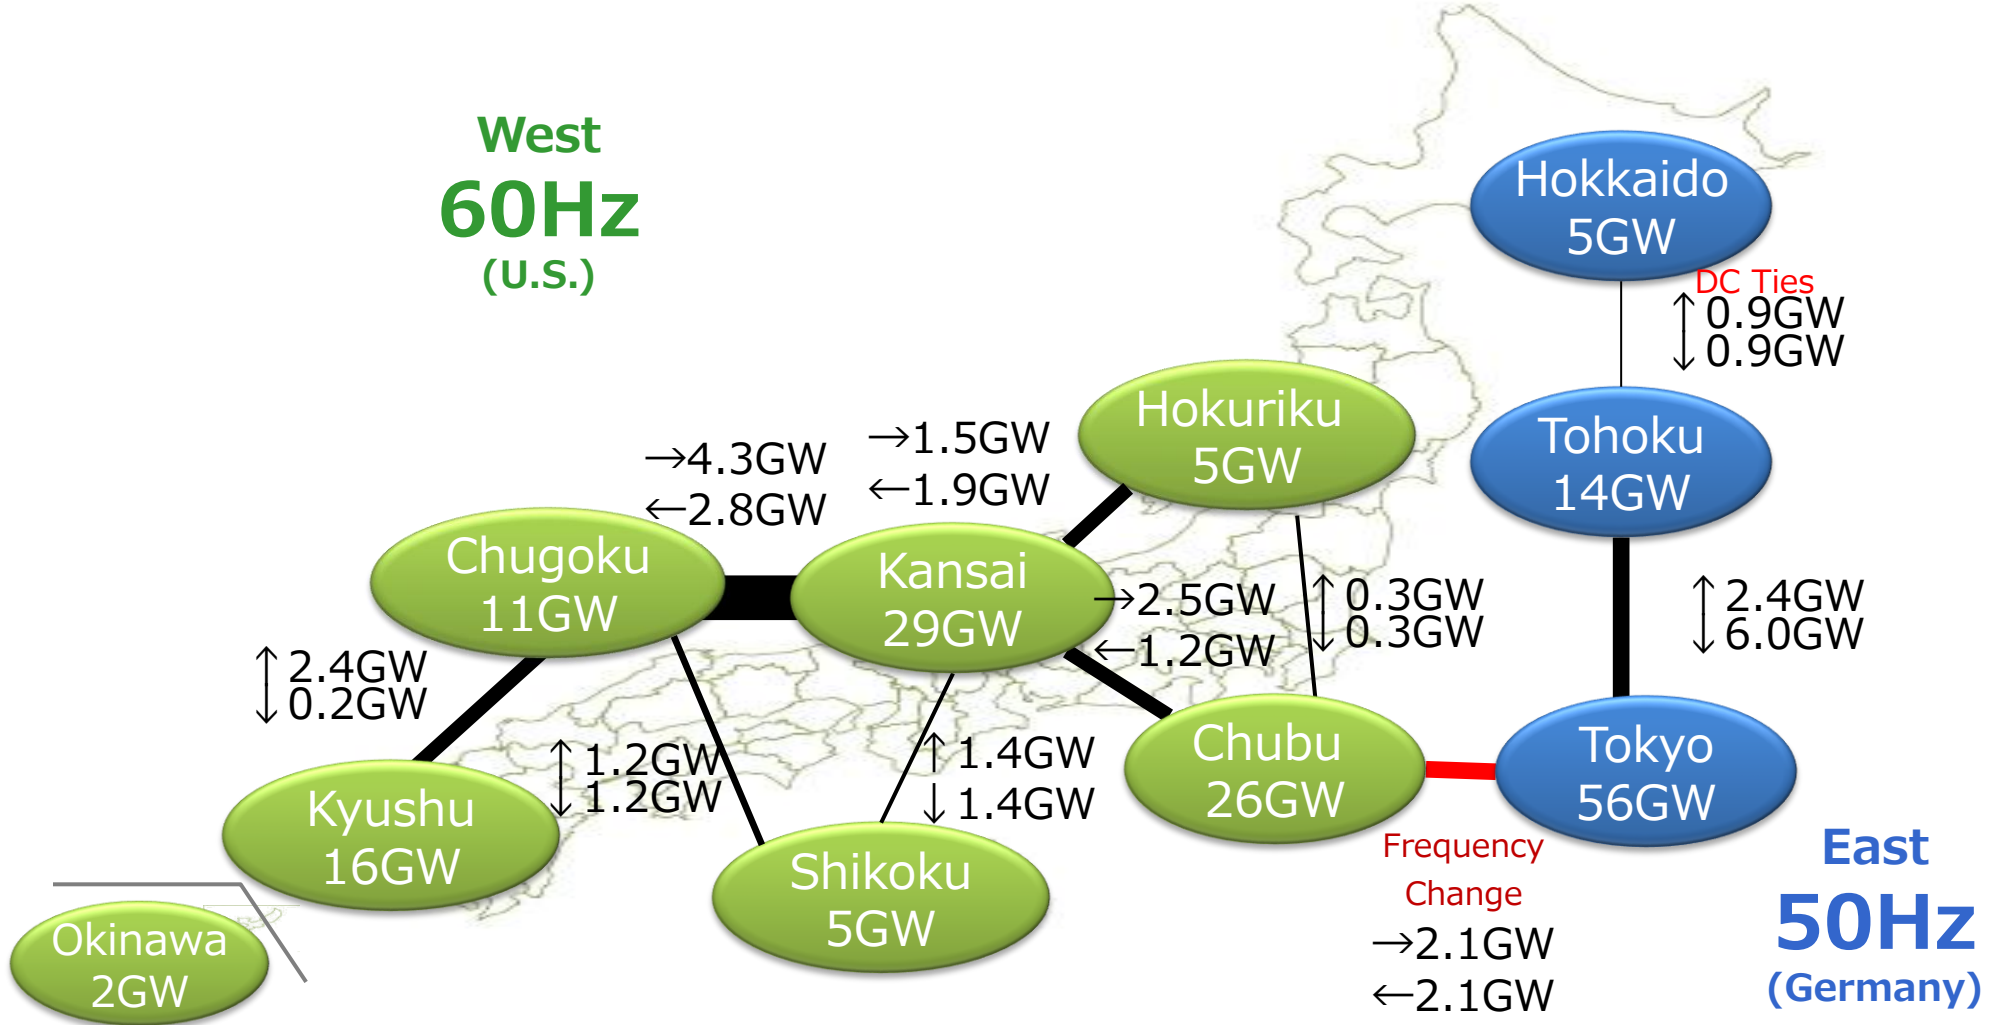 West
60Hz
(U.S.)
Hokkaido
5GW
DC Ties
↑ 0.9GW
↓ 0.9GW
Hokuriku
5GW
Tohoku
14GW
→1.5GW
←1.9GW
→4.3GW
←2.8GW
Chugoku
11GW
Kansai
29GW
→2.5GW
←1.2GW
↑ 0.3GW
↓ 0.3GW
↑ 2.4GW
↓ 6.0GW
↑ 2.4GW
↓ 0.2GW
↑ 1.2GW
↓ 1.2GW
↑ 1.4GW
↓ 1.4GW
Chubu
26GW
Tokyo
56GW
Kyushu
16GW
Shikoku
5GW
Frequency
Change
→2.1GW
←2.1GW
East
50Hz
(Germany)
Okinawa
2GW